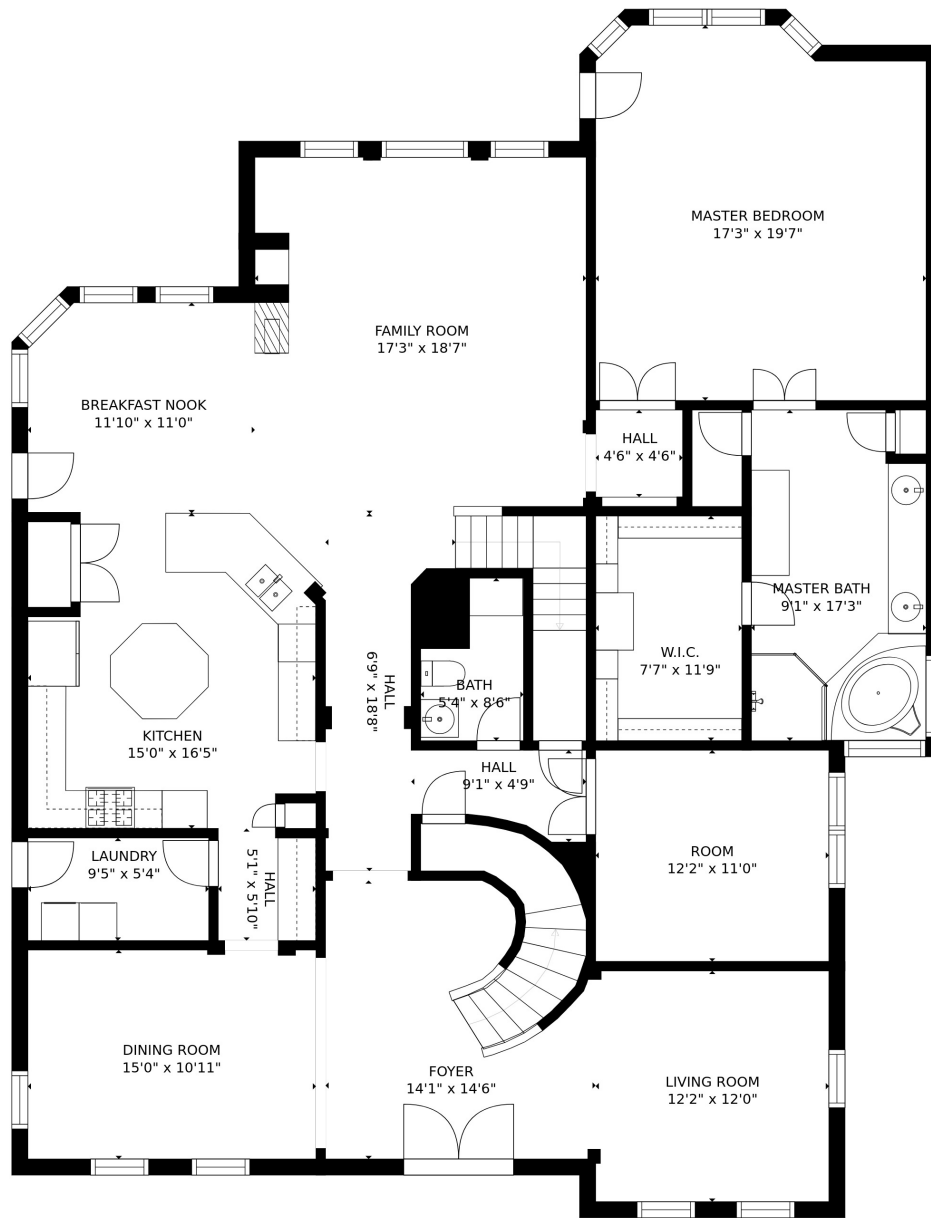 MASTER BEDROOM
17'3" x 19'7"
FAMILY ROOM
17'3" x 18'7"
BREAKFAST NOOK
11'10" x 11'0"
HALL
4'6" x 4'6"
MASTER BATH
9'1" x 17'3"
W.I.C.
7'7" x 11'9"
HALL
6'9" x 18'8"
BATH
5'4" x 8'6"
KITCHEN
15'0" x 16'5"
HALL
9'1" x 4'9"
LAUNDRY
9'5" x 5'4"
HALL
5'1" x 5'10"
ROOM
12'2" x 11'0"
DINING ROOM
15'0" x 10'11"
FOYER
14'1" x 14'6"
LIVING ROOM
12'2" x 12'0"